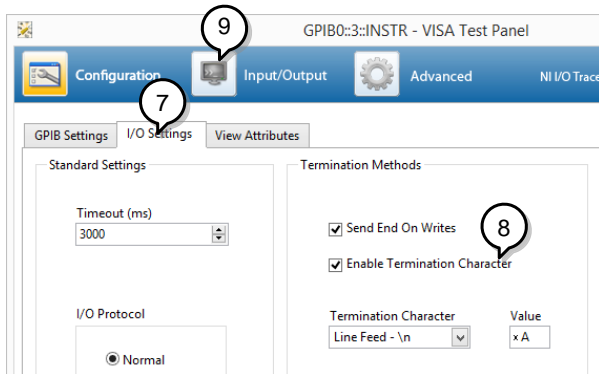 9
GPIB0::3::INSTR - VISA Test Panel
Configuration Input/Output Advanced NI I/O Trace
7
GPIB Settings I/O Settings View Attributes
Standard Settings
Timeout (ms)
3000
I/O Protocol
Normal
Termination Methods
Send End On Writes
8
Enable Termination Character
Termination Character Value
Line Feed - \n xA